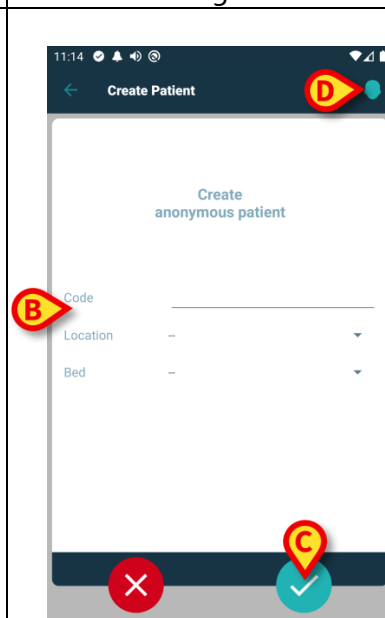 11:14
Create Patient
D
Create
anonymous patient
Code
B
Location --
Bed --
C